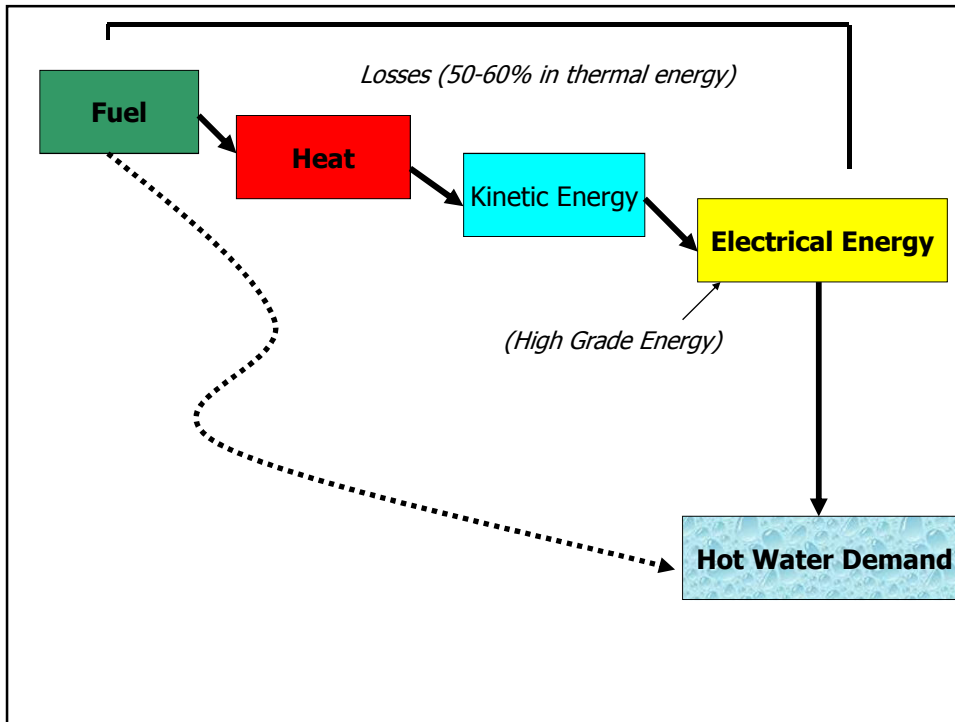 Losses (50-60% in thermal energy)
Fuel
Heat
Kinetic Energy
Electrical Energy
(High Grade Energy)
Hot Water Demand